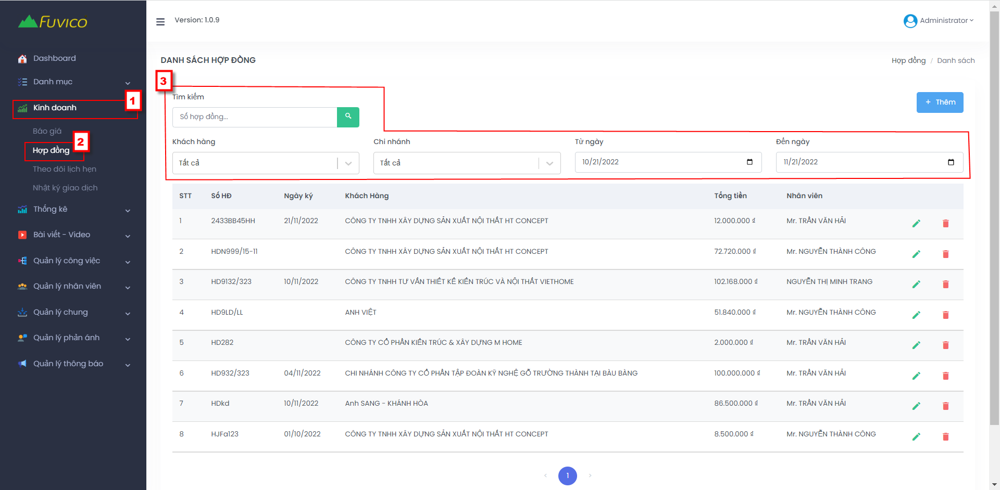 Fuvico
Version: 1.0.9
Administrator
Dashboard
Danh mục
1
Kinh doanh
Báo giá
2
Hợp đồng
Theo dõi lịch hẹn
Nhật ký giao dịch
Thống kê
Bài viết - Video
Quản lý công việc
Quản lý nhân viên
Quản lý chung
Quản lý phản ánh
Quản lý thông báo
DANH SÁCH HỢP ĐỒNG
Hợp đồng / Danh sách
3
Tìm kiếm
Số hợp đồng...
+ Thêm
Khách hàng Chi nhánh Từ ngày Đến ngày
Tất cả Tất cả 10/21/2022 11/21/2022
STT Số HĐ Ngày ký Khách Hàng Tổng tiền Nhân viên
1 2433BB45HH 21/11/2022 CÔNG TY TNHH XÂY DỰNG SẢN XUẤT NỘI THẤT HT CONCEPT 12.000.000 ₫ Mr. TRẦN VĂN HẢI
2 HDN999/15-11 CÔNG TY TNHH XÂY DỰNG SẢN XUẤT NỘI THẤT HT CONCEPT 72.720.000 ₫ Mr. NGUYỄN THÀNH CÔNG
3 HD9132/323 10/11/2022 CÔNG TY TNHH TƯ VẤN THIẾT KẾ KIẾN TRÚC VÀ NỘI THẤT VIETHOME 102.168.000 ₫ NGUYỄN THỊ MINH TRANG
4 HD9LD/LL ANH VIỆT 51.840.000 ₫ Mr. NGUYỄN THÀNH CÔNG
5 HD282 CÔNG TY CỔ PHẦN KIẾN TRÚC & XÂY DỰNG M HOME 2.000.000 ₫ Mr. TRẦN VĂN HẢI
6 HD932/323 04/11/2022 CHI NHÁNH CÔNG TY CỔ PHẦN TẬP ĐOÀN KỸ NGHỆ GỖ TRƯỜNG THÀNH TẠI BÀU BÀNG 100.000.000 ₫ Mr. TRẦN VĂN HẢI
7 HDkd 10/11/2022 Anh SANG - KHÁNH HÒA 86.500.000 ₫ Mr. TRẦN VĂN HẢI
8 HJFa123 01/10/2022 CÔNG TY TNHH XÂY DỰNG SẢN XUẤT NỘI THẤT HT CONCEPT 8.500.000 ₫ Mr. NGUYỄN THÀNH CÔNG
< 1 >